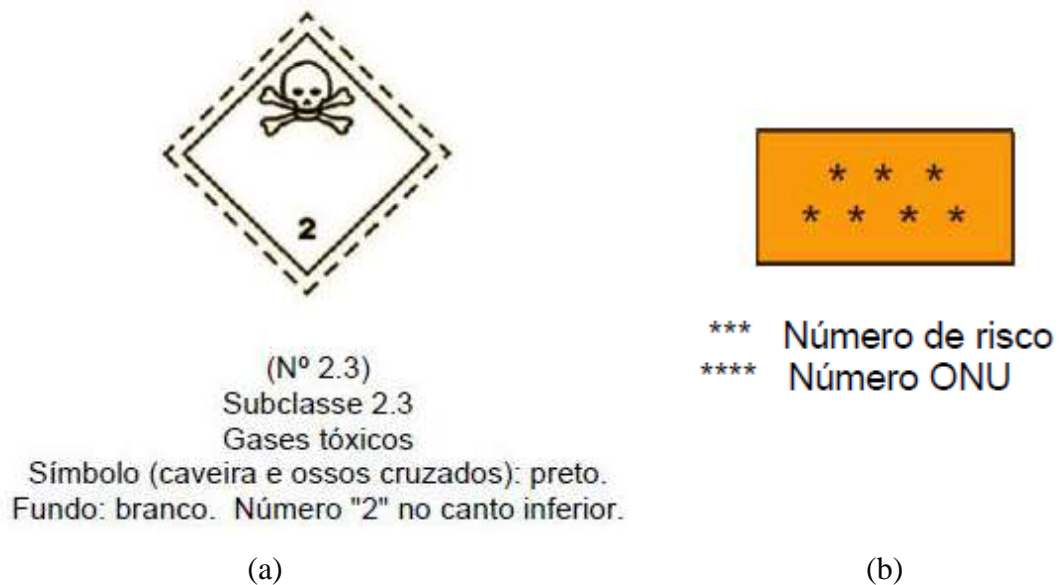 2
(Nº 2.3)
Subclasse 2.3
Gases tóxicos
Símbolo (caveira e ossos cruzados): preto.
Fundo: branco. Número "2" no canto inferior.
(a)
* * *
* * * *
*** Número de risco
**** Número ONU
(b)